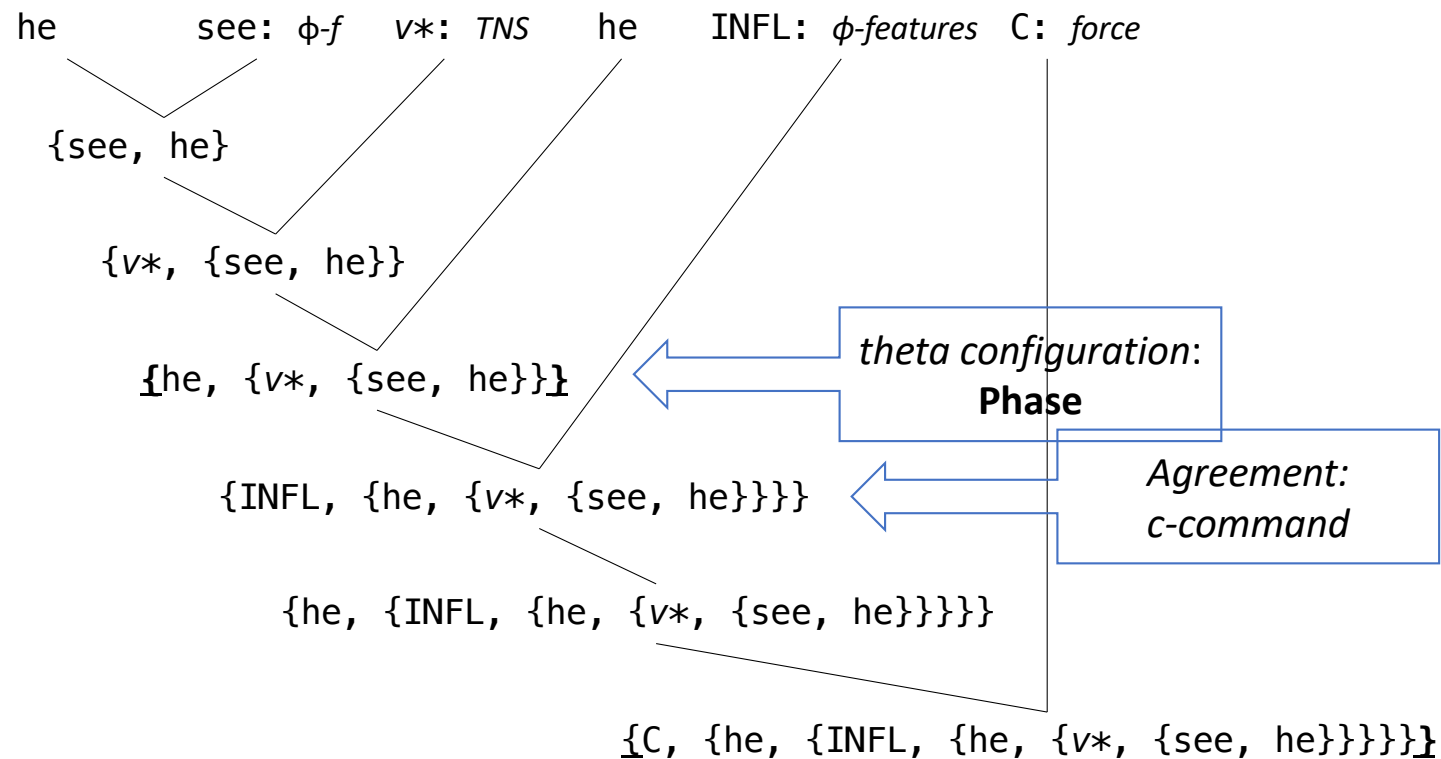 he see: ϕ-f v*: TNS he INFL: ϕ-features C: force
{see, he}
{v*, {see, he}}
theta configuration:
Phase
{he, {v*, {see, he}}}
Agreement:
c-command
{INFL, {he, {v*, {see, he}}}}
{he, {INFL, {he, {v*, {see, he}}}}}
{C, {he, {INFL, {he, {v*, {see, he}}}}}}